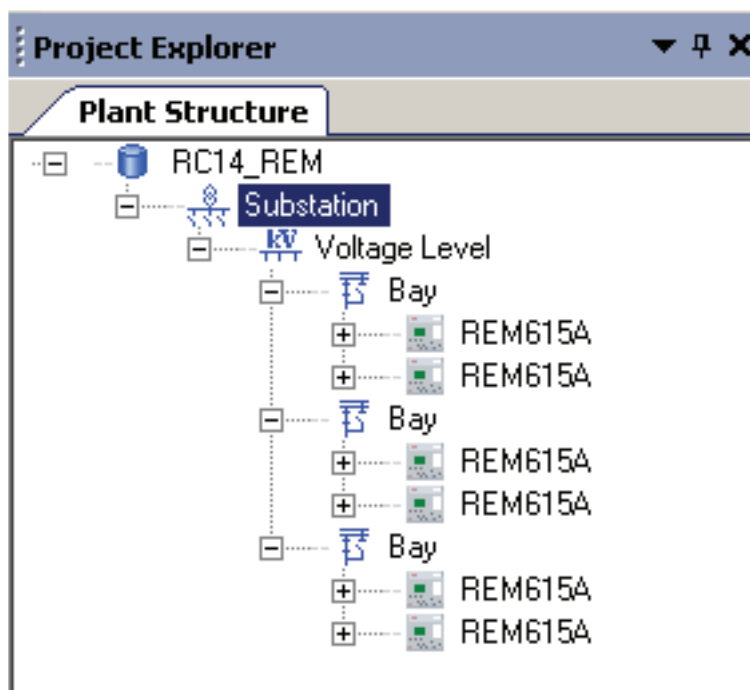 Project Explorer
Plant Structure
RC14_REM
Substation
kV Voltage Level
Bay
REM615A
REM615A
Bay
REM615A
REM615A
Bay
REM615A
REM615A